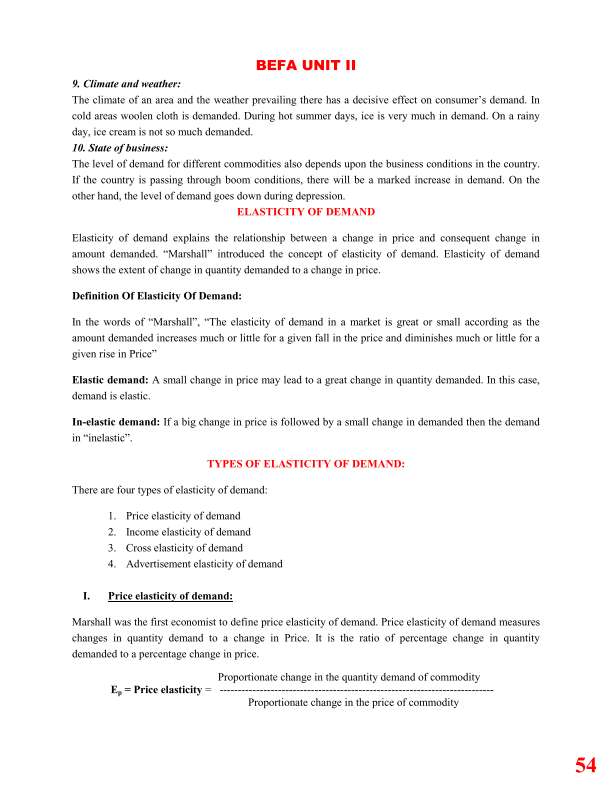 BEFA UNIT II
9. Climate and weather:
The climate of an area and the weather prevailing there has a decisive effect on consumer’s demand. In
cold areas woolen cloth is demanded. During hot summer days, ice is very much in demand. On a rainy
day, ice cream is not so much demanded.
10. State of business:
The level of demand for different commodities also depends upon the business conditions in the country.
If the country is passing through boom conditions, there will be a marked increase in demand. On the
other hand, the level of demand goes down during depression.
ELASTICITY OF DEMAND
Elasticity of demand explains the relationship between a change in price and consequent change in
amount demanded. “Marshall” introduced the concept of elasticity of demand. Elasticity of demand
shows the extent of change in quantity demanded to a change in price.
Definition Of Elasticity Of Demand:
In the words of “Marshall”, “The elasticity of demand in a market is great or small according as the
amount demanded increases much or little for a given fall in the price and diminishes much or little for a
given rise in Price”
Elastic demand: A small change in price may lead to a great change in quantity demanded. In this case,
demand is elastic.
In-elastic demand: If a big change in price is followed by a small change in demanded then the demand
in “inelastic”.
TYPES OF ELASTICITY OF DEMAND:
There are four types of elasticity of demand:
1. Price elasticity of demand
2. Income elasticity of demand
3. Cross elasticity of demand
4. Advertisement elasticity of demand
I. Price elasticity of demand:
Marshall was the first economist to define price elasticity of demand. Price elasticity of demand measures
changes in quantity demand to a change in Price. It is the ratio of percentage change in quantity
demanded to a percentage change in price.
Proportionate change in the quantity demand of commodity
Ep = Price elasticity = ---------------------------------------------------------------------------
Proportionate change in the price of commodity
54